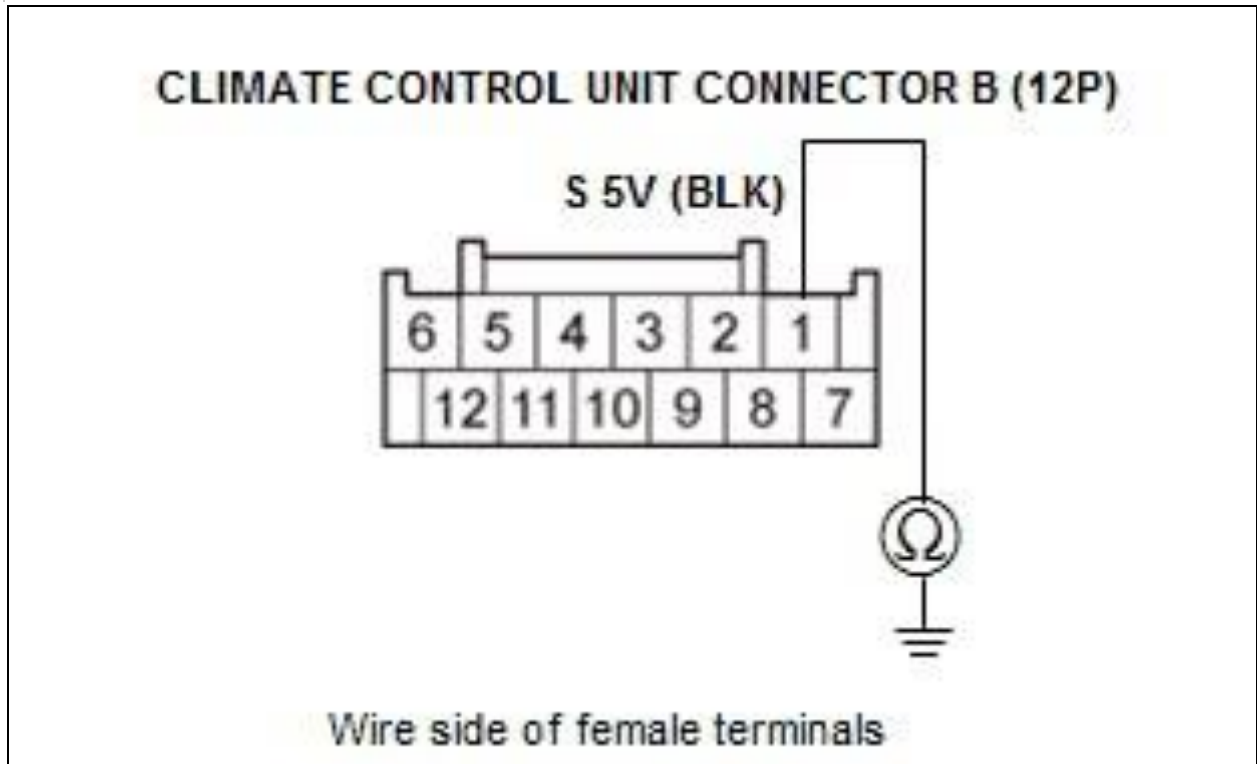 CLIMATE CONTROL UNIT CONNECTOR B (12P)
S 5V (BLK)
6 5 4 3 2 1
12 11 10 9 8 7
Ω
Wire side of female terminals